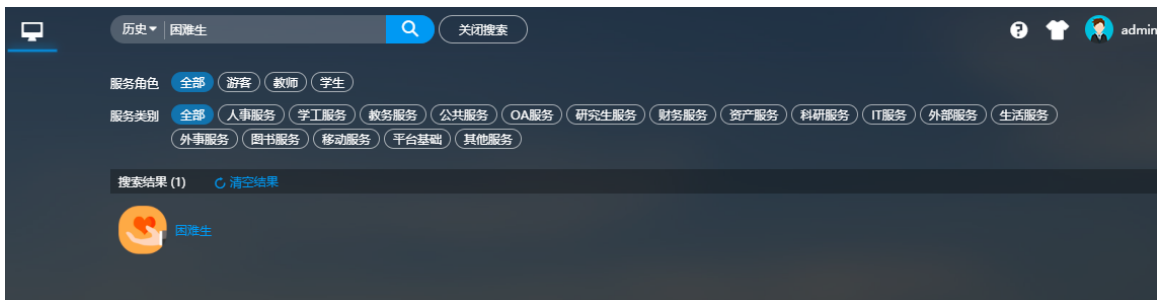 历史 困难生 关闭搜索 admin
服务角色 全部 游客 教师 学生
服务类别 全部 人事服务 学工服务 教务服务 公共服务 OA服务 研究生服务 财务服务 资产服务 科研服务 IT服务 外部服务 生活服务
外事服务 图书服务 移动服务 平台基础 其他服务
搜索结果 (1) 清空结果
困难生